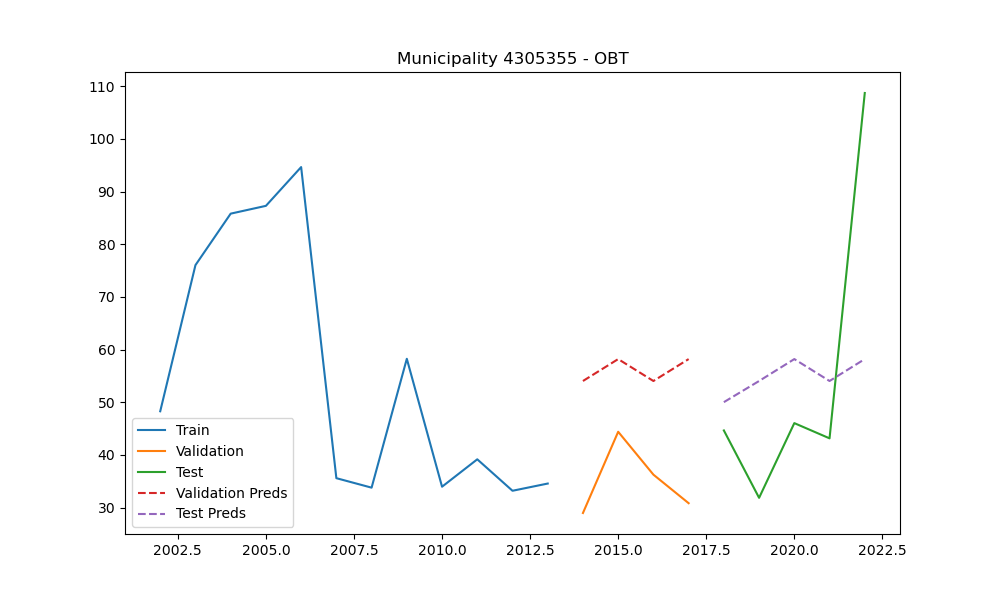 Municipality 4305355 - OBT
110
100
90
80
70
60
50
40
30
Train
Validation
Test
Validation Preds
Test Preds
2002.5 2005.0 2007.5 2010.0 2012.5 2015.0 2017.5 2020.0 2022.5